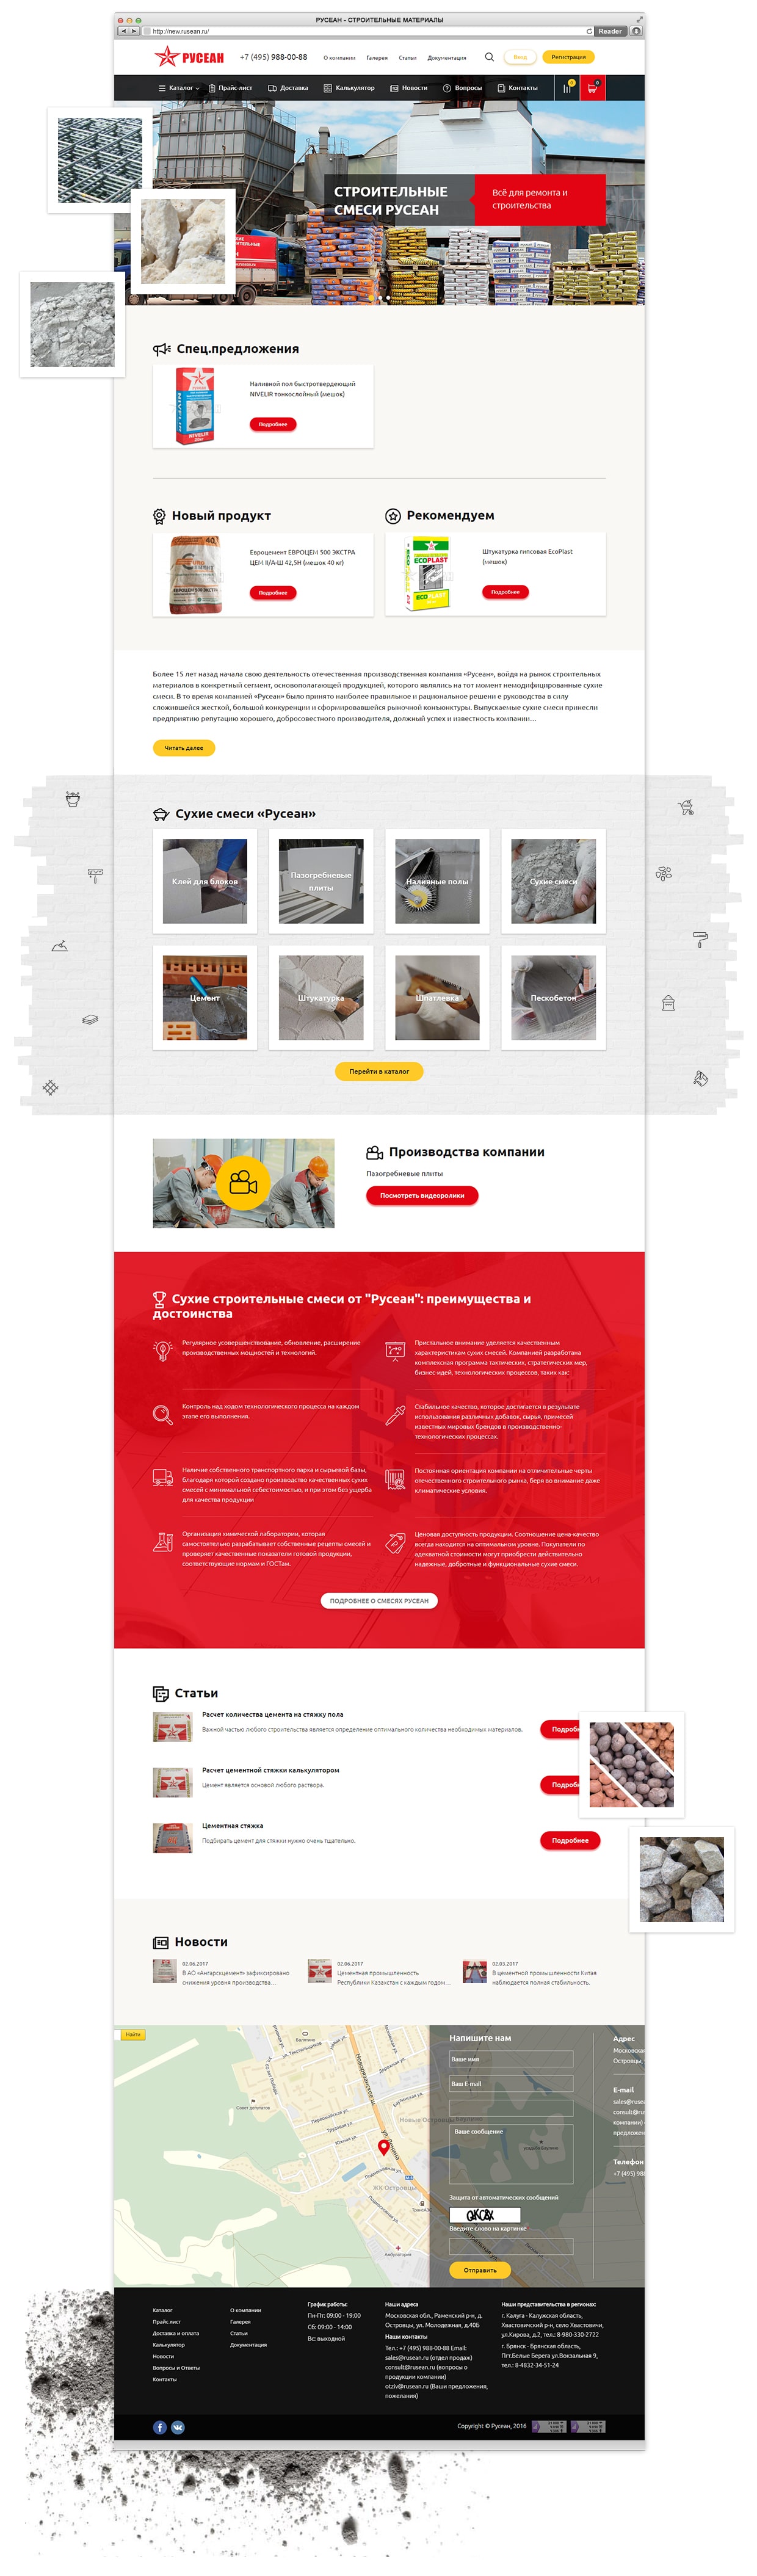 РУСЕАН - СТРОИТЕЛЬНЫЕ МАТЕРИАЛЫ
http://new.rusean.ru/
Reader
РУСЕАН
+7 (495) 988-00-88
О компании
Галерея
Статьи
Документация
Вход
Регистрация
Каталог
Прайс лист
Доставка
Калькулятор
Новости
Вопросы
Контакты
0
0
СТРОИТЕЛЬНЫЕ
СМЕСИ РУСЕАН
Всё для ремонта и
строительства
Спец.предложения
NIVELIR
Наливной пол быстротвердеющий
NIVELIR тонкослойный (мешок)
Подробнее
Новый продукт
Рекомендуем
Евроцемент ЕВРОЦЕМ 500 ЭКСТРА
ЦЕМ II/А-Ш 42,5Н (мешок 40 кг)
Подробнее
ECOPLAST
Штукатурка гипсовая EcoPlast
(мешок)
Подробнее
Более 15 лет назад начала свою деятельность отечественная производственная компания «Русеан», войдя на рынок строительных
материалов в конкретный сегмент, основополагающей продукцией, которого являлись на тот момент немодифицированные сухие
смеси. В то время компанией «Русеан» было принято наиболее правильное и рациональное решени е руководства в силу
сложившейся жесткой, большой конкуренции и сформировавшейся рыночной конъюнктуры. Выпускаемые сухие смеси принесли
предприятию репутацию хорошего, добросовестного производителя, должный успех и известность компании...
Читать далее
Сухие смеси «Русеан»
Клей для блоков
Пазогребневые
плиты
Наливные полы
Сухие смеси
Цемент
Штукатурка
Шпатлевка
Пескобетон
Перейти в каталог
Производства компании
Пазогребневые плиты
Посмотреть видеоролики
Сухие строительные смеси от "Русеан": преимущества и
достоинства
Регулярное усовершенствование, обновление, расширение
производственных мощностей и технологий.
Пристальное внимание уделяется качественным
характеристикам сухих смесей. Компанией разработана
комплексная программа тактических, стратегических мер,
бизнес-идей, технологических процессов, таких как:
Контроль над ходом технологического процесса на каждом
этапе его выполнения.
Стабильное качество, которое достигается в результате
использования различных добавок, сырья, примесей
известных мировых брендов в производственно-
технологических процессах.
Наличие собственного транспортного парка и сырьевой базы,
благодаря которой создано производство качественных сухих
смесей с минимальной себестоимостью, и при этом без ущерба
для качества продукции
Постоянная ориентация компании на отличительные черты
отечественного строительного рынка, беря во внимание даже
климатические условия.
Организация химической лаборатории, которая
самостоятельно разрабатывает собственные рецепты смесей и
проверяет качественные показатели готовой продукции,
соответствующие нормам и ГОСТам.
Ценовая доступность продукции. Соотношение цена-качество
всегда находится на оптимальном уровне. Покупатели по
адекватной стоимости могут приобрести действительно
надежные, добротные и функциональные сухие смеси.
ПОДРОБНЕЕ О СМЕСЯХ РУСЕАН
Статьи
Расчет количества цемента на стяжку пола
Важной частью любого строительства является определение оптимального количества необходимых материалов.
Расчет цементной стяжки калькулятором
Цемент является основой любого раствора.
Цементная стяжка
Подбирать цемент для стяжки нужно очень тщательно.
Подробнее
Новости
02.06.2017
В АО «Ангарскцемент» зафиксировано
снижения уровня производства...
02.06.2017
Цементная промышленность
Республики Казахстан с каждым годом...
02.03.2017
В цементной промышленности Китая
наблюдается полная стабильность.
Найти
Напишите нам
Ваше имя
Ваш E-mail
Ваше сообщение
Защита от автоматических сообщений
Введите слово на картинке
Отправить
Адрес
Островцы,
E-mail
Телефон
+7 (495) 98
ЖК Островцы
Каталог
Прайс лист
Доставка и оплата
Калькулятор
Новости
Вопросы и Ответы
Контакты
О компании
Галерея
Статьи
Документация
График работы:
Пн-Пт: 09:00 - 19:00
Сб: 09:00 - 14:00
Вс: выходной
Наши адреса
Московская обл., Раменский р-н, д.
Островцы, ул. Молодежная, д.40Б
Наши контакты
Тел.: +7 (495) 988-00-88 Email:
sales@rusean.ru (отдел продаж)
consult@rusean.ru (вопросы о
продукции компании)
otziv@rusean.ru (Ваши предложения,
пожелания)
Наши представительства в регионах:
г. Калуга - Калужская область,
Хвастовичский р-н, село Хвастовичи,
ул.Кирова, д.2, тел.: 8-980-330-2722
г. Брянск - Брянская область,
Пгт.Белые Берега ул.Вокзальная 9,
тел.: 8-4832-34-51-24
Copyright © Русеан, 2016